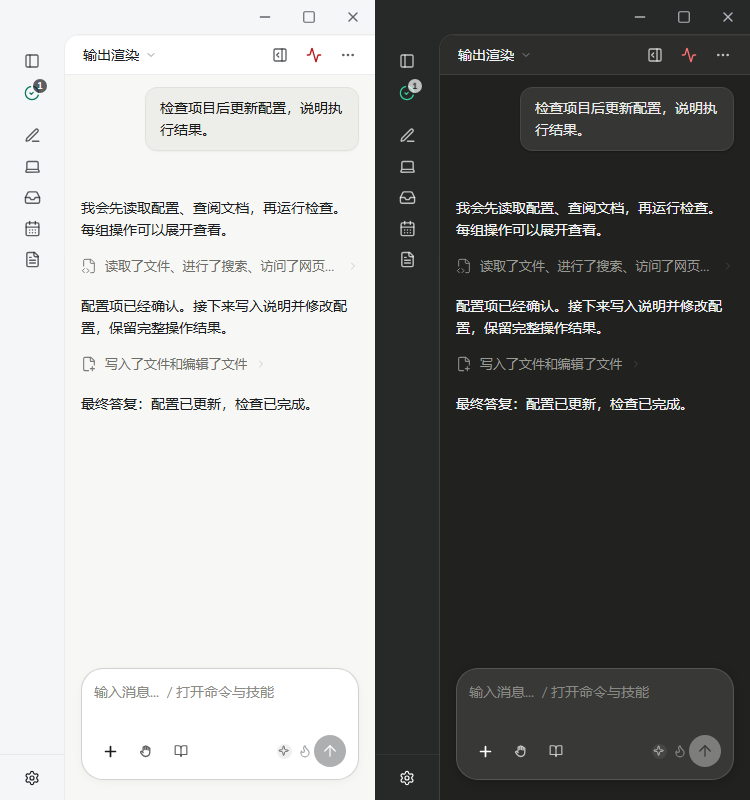 输出渲染
1
检查项目后更新配置，说明执
行结果。
我会先读取配置、查阅文档，再运行检查。
每组操作可以展开查看。
读取了文件、进行了搜索、访问了网页...
配置项已经确认。接下来写入说明并修改配
置，保留完整操作结果。
写入了文件和编辑了文件
最终答复：配置已更新，检查已完成。
输入消息... / 打开命令与技能
输出渲染
1
检查项目后更新配置，说明执
行结果。
我会先读取配置、查阅文档，再运行检查。
每组操作可以展开查看。
读取了文件、进行了搜索、访问了网页...
配置项已经确认。接下来写入说明并修改配
置，保留完整操作结果。
写入了文件和编辑了文件
最终答复：配置已更新，检查已完成。
输入消息... / 打开命令与技能